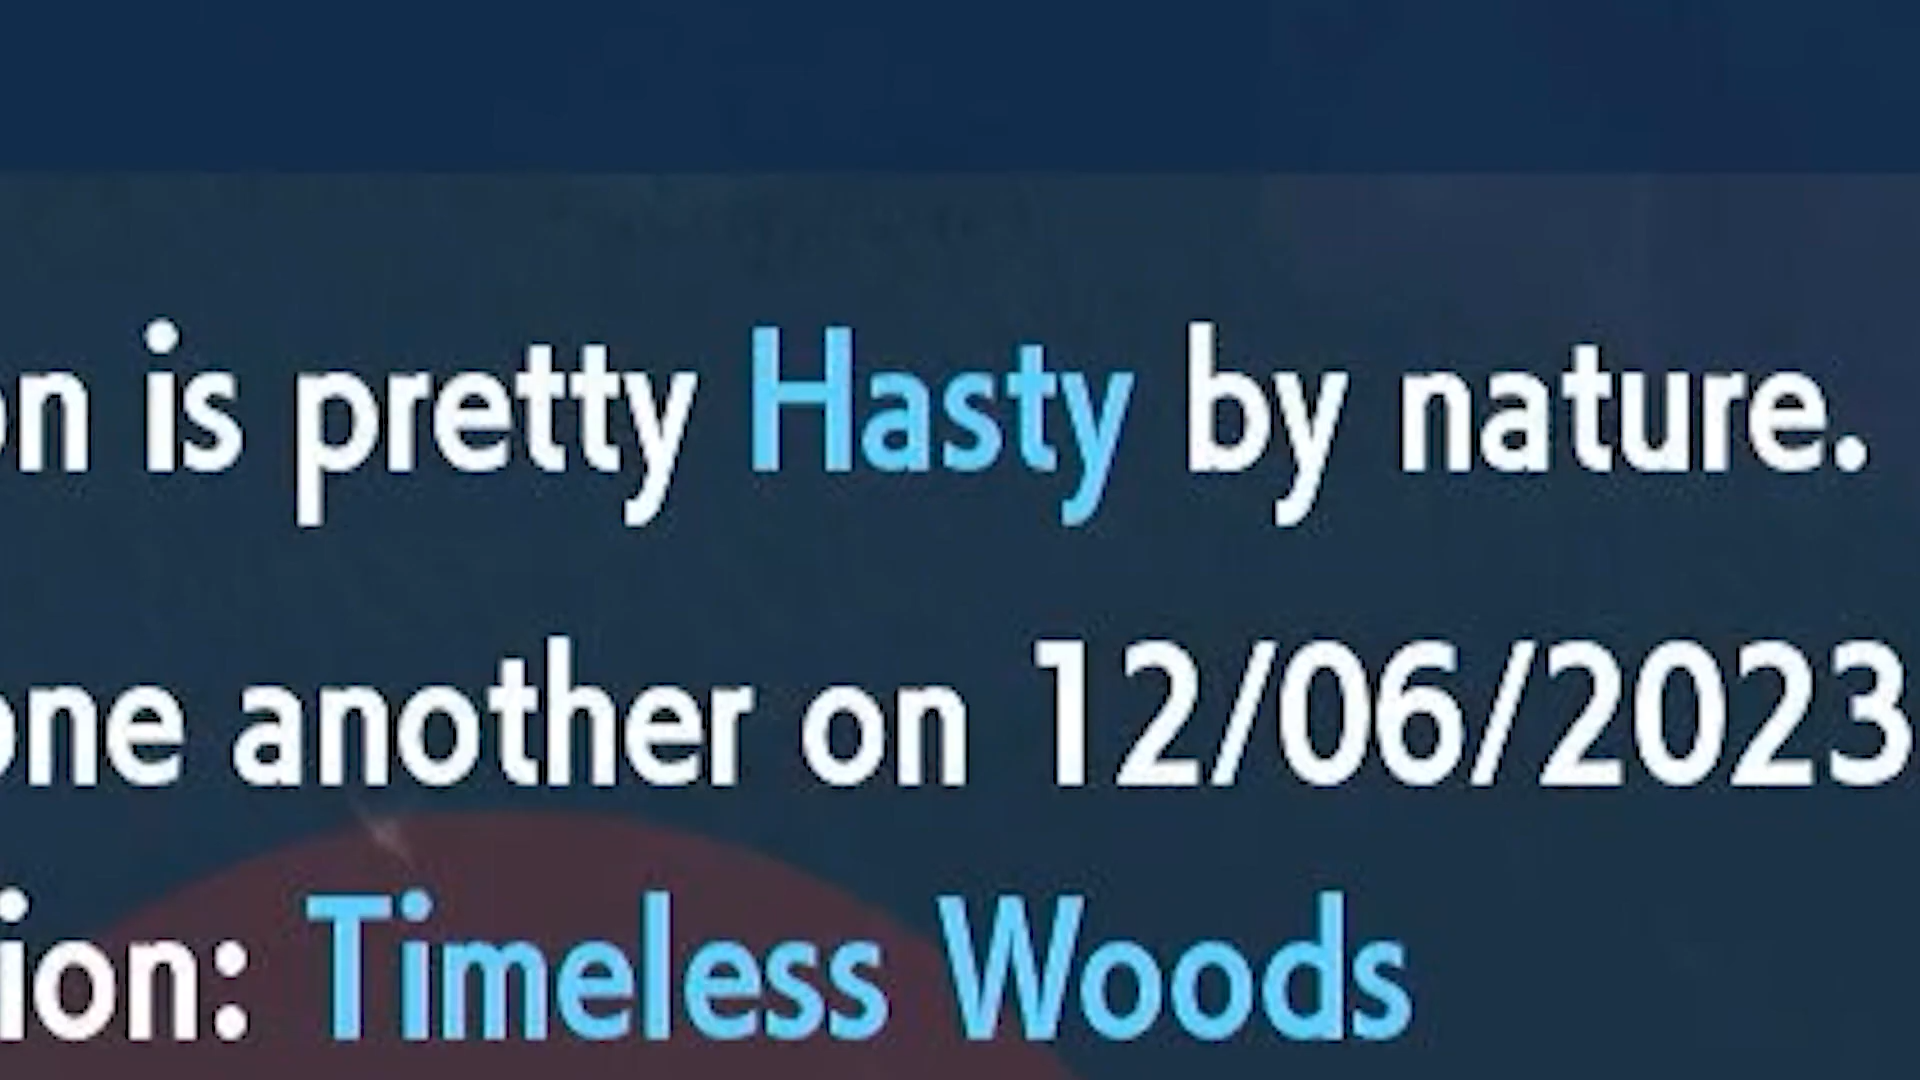 on is pretty Hasty by nature.
one another on 12/06/2023
ion: Timeless Woods